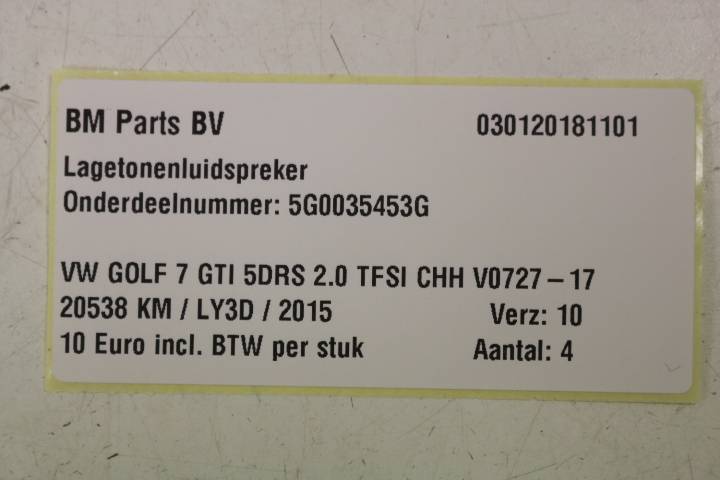 BM Parts BV 030120181101
Lagetonenluidspreker
Onderdeelnummer: 5G0035453G
VW GOLF 7 GTI 5DRS 2.0 TFSI CHH V0727-17
20538 KM / LY3D / 2015 Verz: 10
10 Euro incl. BTW per stuk Aantal: 4